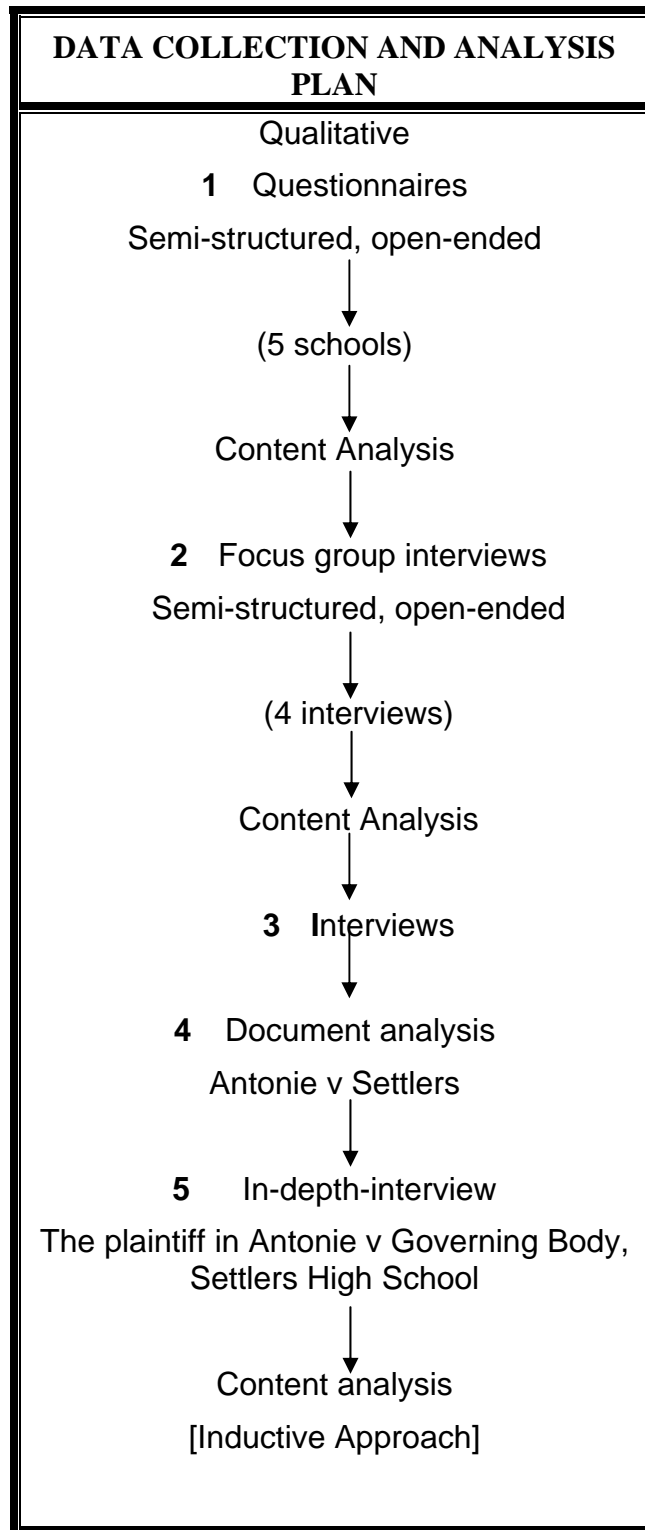 DATA COLLECTION AND ANALYSIS
PLAN
Qualitative
1 Questionnaires
Semi-structured, open-ended
(5 schools)
Content Analysis
2 Focus group interviews
Semi-structured, open-ended
(4 interviews)
Content Analysis
3 Interviews
4 Document analysis
Antonie v Settlers
5 In-depth-interview
The plaintiff in Antonie v Governing Body,
Settlers High School
Content analysis
[Inductive Approach]